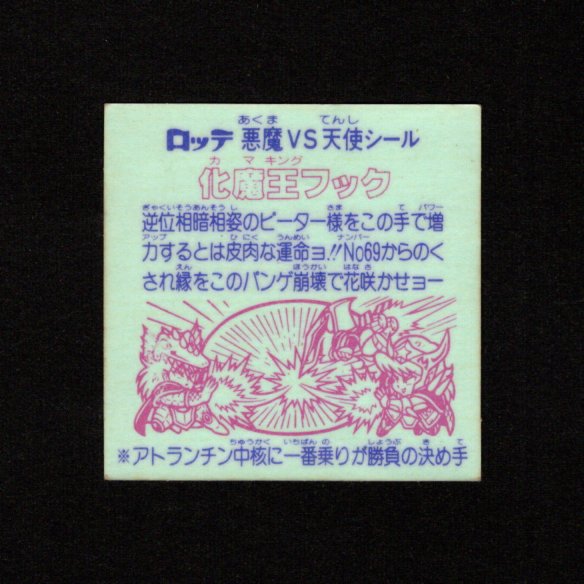 あくま てんし
ロッテ 悪魔VS天使シール
カ マ キング
化魔王フック
ぎゃくいそうあんそうし さま て パワー
逆位相暗相姿のピーター様をこの手で増
アップ ひにく うんめい ナンバー
力するとは皮肉な運命ョ!!No69からのく
えん ほうかい はな さ
され縁をこのバンゲ崩壊で花咲かせョー
ちゅうかく いちばん の しょうぶ き て
※アトランチン中核に一番乗りが勝負の決め手